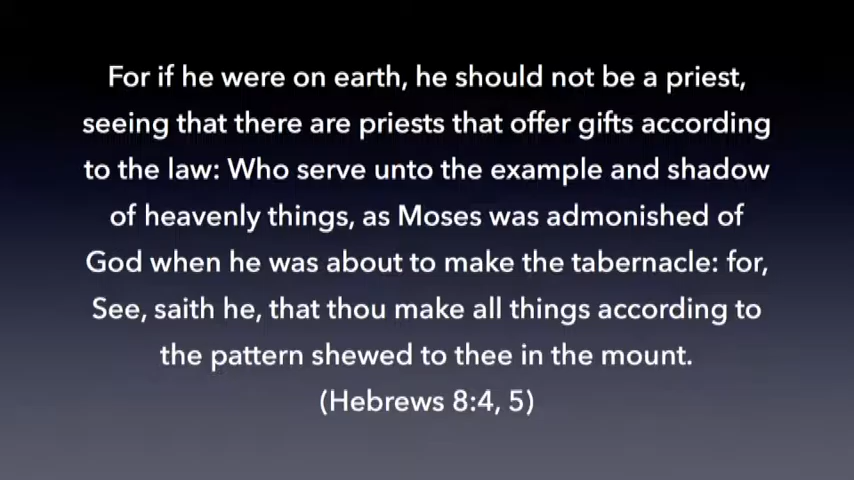 For if he were on earth, he should not be a priest,
seeing that there are priests that offer gifts according
to the law: Who serve unto the example and shadow
of heavenly things, as Moses was admonished of
God when he was about to make the tabernacle: for,
See, saith he, that thou make all things according to
the pattern shewed to thee in the mount.
(Hebrews 8:4, 5)